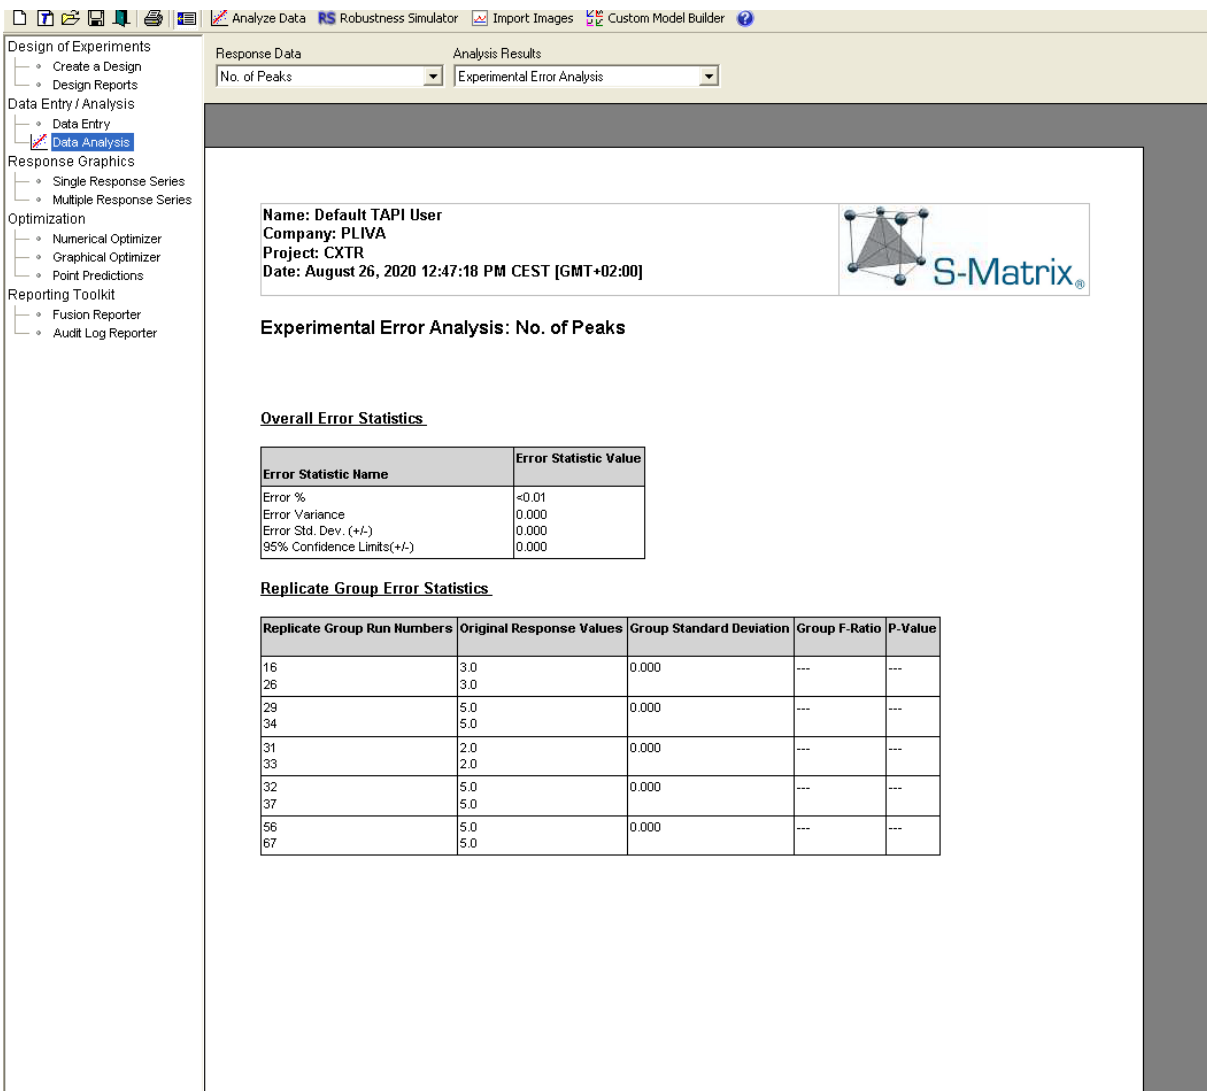 Analyze Data RS Robustness Simulator Import Images Custom Model Builder ?
Design of Experiments
Create a Design
Design Reports
Data Entry / Analysis
Data Entry
Data Analysis
Response Graphics
Single Response Series
Multiple Response Series
Optimization
Numerical Optimizer
Graphical Optimizer
Point Predictions
Reporting Toolkit
Fusion Reporter
Audit Log Reporter
Response Data Analysis Results
No. of Peaks Experimental Error Analysis
Name: Default TAPI User
Company: PLIVA
Project: CXTR
Date: August 26, 2020 12:47:18 PM CEST [GMT+02:00]
S-Matrix®
Experimental Error Analysis: No. of Peaks
Overall Error Statistics
Error Statistic Name Error Statistic Value
Error % <0.01
Error Variance 0.000
Error Std. Dev. (+/-) 0.000
95% Confidence Limits(+/-) 0.000
Replicate Group Error Statistics
Replicate Group Run Numbers Original Response Values Group Standard Deviation Group F-Ratio P-Value
16 3.0 0.000 --- ---
26 3.0
29 5.0 0.000 --- ---
34 5.0
31 2.0 0.000 --- ---
33 2.0
32 5.0 0.000 --- ---
37 5.0
56 5.0 0.000 --- ---
67 5.0